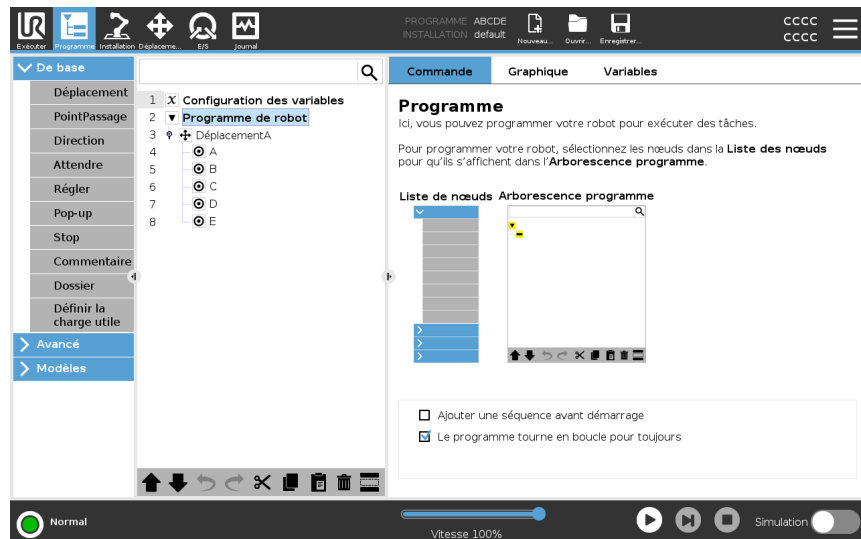 UR
PROGRAMME ABCDE
INSTALLATION default
cccc
cccc
Exécuter Programme Installation Déplaceme... E/S Journal
Nouveau... Ouvrir... Enregistrer...
De base
Déplacement
PointPassage
Direction
Attendre
Régler
Pop-up
Stop
Commentaire
Dossier
Définir la
charge utile
Avancé
Modèles
1 X Configuration des variables
2 Programme de robot
3 DéplacementA
4 A
5 B
6 C
7 D
8 E
Commande Graphique Variables
Programme
Ici, vous pouvez programmer votre robot pour exécuter des tâches.
Pour programmer votre robot, sélectionnez les nœuds dans la Liste des nœuds
pour qu'ils s'affichent dans l'Arborescence programme.
Liste de nœuds Arborescence programme
Ajouter une séquence avant démarrage
Le programme tourne en boucle pour toujours
Normal
Vitesse 100%
Simulation